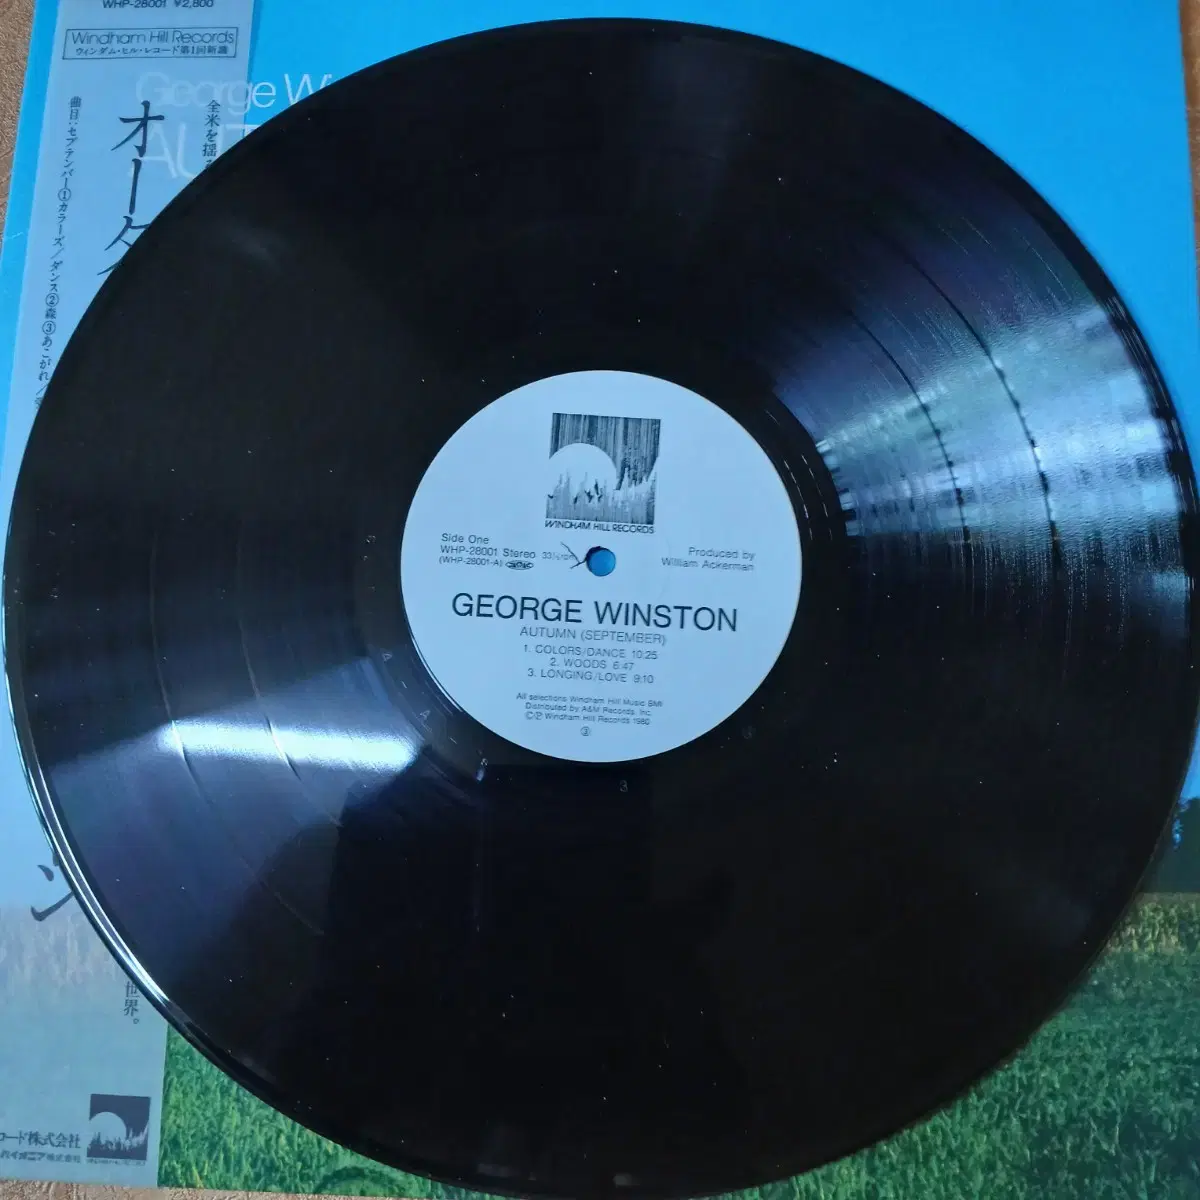 WHP-28001 ¥2,800
Windham Hill Records
ウィンダム・ヒル・レコード第1回新譜
George Wi
AUT
全米を揺
オータ
曲目:セプテンバー①カラーズ/ダンス②森③あこがれ/
ン
世界。
コード株式会社
パイオニア株式会社
WINDHAM HILL RECORDS
Side One
WHP-28001 Stereo 33⅓rpm
(WHP-28001-A)
Produced by
William Ackerman
GEORGE WINSTON
AUTUMN (SEPTEMBER)
1. COLORS/DANCE 10:25
2. WOODS 6:47
3. LONGING/LOVE 9:10
All selections Windham Hill Music BMI
Distributed by A&M Records, Inc.
©℗ Windham Hill Records 1980
A
A
S
3